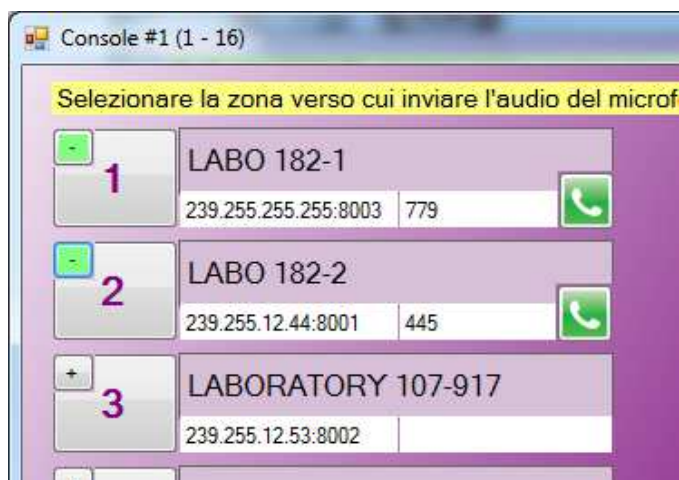 Console #1 (1 - 16)
Selezionare la zona verso cui inviare l'audio del microf
-
1
LABO 182-1
239.255.255.255:8003 779
-
2
LABO 182-2
239.255.12.44:8001 445
+
3
LABORATORY 107-917
239.255.12.53:8002